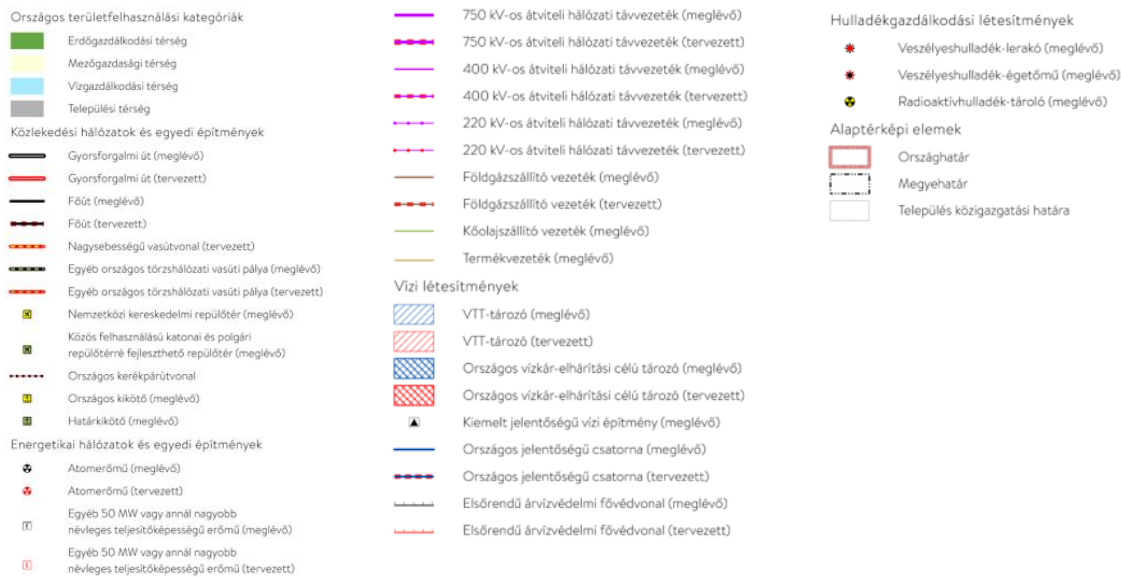 Országos területfelhasználási kategóriák
Erdőgazdálkodási térség
Mezőgazdasági térség
Vízgazdálkodási térség
Települési térség
Közlekedési hálózatok és egyedi építmények
Gyorsforgalmi út (meglévő)
Gyorsforgalmi út (tervezett)
Főút (meglévő)
Főút (tervezett)
Nagysebességű vasútvonal (tervezett)
Egyéb országos törzshálózati vasúti pálya (meglévő)
Egyéb országos törzshálózati vasúti pálya (tervezett)
Nemzetközi kereskedelmi repülőtér (meglévő)
Közös felhasználású katonai és polgári
repülőtérré fejleszthető repülőtér (meglévő)
Országos kerékpárútvonal
Országos kikötő (meglévő)
Határkikötő (meglévő)
Energetikai hálózatok és egyedi építmények
Atomerőmű (meglévő)
Atomerőmű (tervezett)
E
Egyéb 50 MW vagy annál nagyobb
névleges teljesítőképességű erőmű (meglévő)
E
Egyéb 50 MW vagy annál nagyobb
névleges teljesítőképességű erőmű (tervezett)
750 kV-os átviteli hálózati távvezeték (meglévő)
750 kV-os átviteli hálózati távvezeték (tervezett)
400 kV-os átviteli hálózati távvezeték (meglévő)
400 kV-os átviteli hálózati távvezeték (tervezett)
220 kV-os átviteli hálózati távvezeték (meglévő)
220 kV-os átviteli hálózati távvezeték (tervezett)
Földgázszállító vezeték (meglévő)
Földgázszállító vezeték (tervezett)
Kőolajszállító vezeték (meglévő)
Termékvezeték (meglévő)
Vízi létesítmények
VTT-tározó (meglévő)
VTT-tározó (tervezett)
Országos vízkár-elhárítási célú tározó (meglévő)
Országos vízkár-elhárítási célú tározó (tervezett)
Kiemelt jelentőségű vízi építmény (meglévő)
Országos jelentőségű csatorna (meglévő)
Országos jelentőségű csatorna (tervezett)
Elsőrendű árvízvédelmi fővédvonal (meglévő)
Elsőrendű árvízvédelmi fővédvonal (tervezett)
Hulladékgazdálkodási létesítmények
Veszélyeshulladék-lerakó (meglévő)
Veszélyeshulladék-égetőmű (meglévő)
Radioaktívhulladék-tároló (meglévő)
Alaptérképi elemek
Országhatár
Megyehatár
Település közigazgatási határa